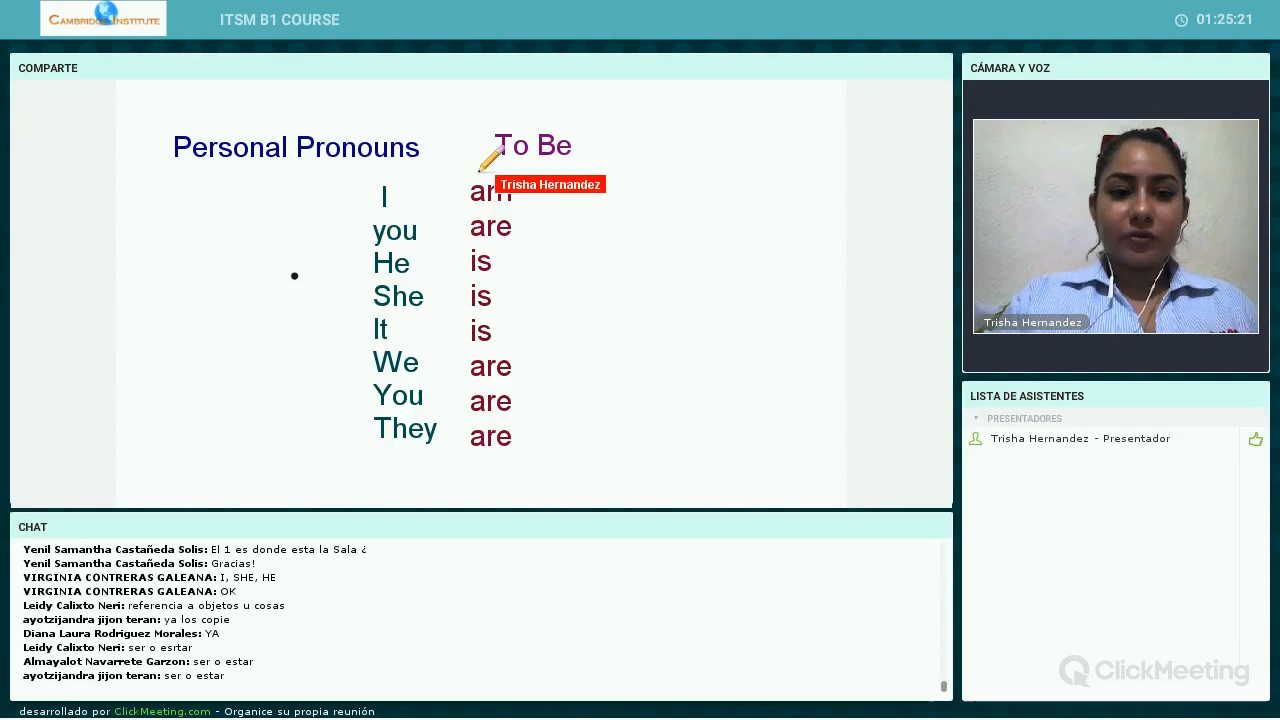 CAMBRIDGE INSTITUTE
ITSM B1 COURSE
01:25:21
COMPARTE
Personal Pronouns
To Be
Trisha Hernandez
I am
you are
He is
She is
It is
We are
You are
They are
CÁMARA Y VOZ
Trisha Hernandez
LISTA DE ASISTENTES
PRESENTADORES
Trisha Hernandez - Presentador
CHAT
Yenil Samantha Castañeda Solis: El 1 es donde esta la Sala ¿
Yenil Samantha Castañeda Solis: Gracias!
VIRGINIA CONTRERAS GALEANA: I, SHE, HE
VIRGINIA CONTRERAS GALEANA: OK
Leidy Calixto Neri: referencia a objetos u cosas
ayotzijandra jijon teran: ya los copie
Diana Laura Rodriguez Morales: YA
Leidy Calixto Neri: ser o esrtar
Almayalot Navarrete Garzon: ser o estar
ayotzijandra jijon teran: ser o estar
ClickMeeting
desarrollado por ClickMeeting.com - Organice su propia reunión